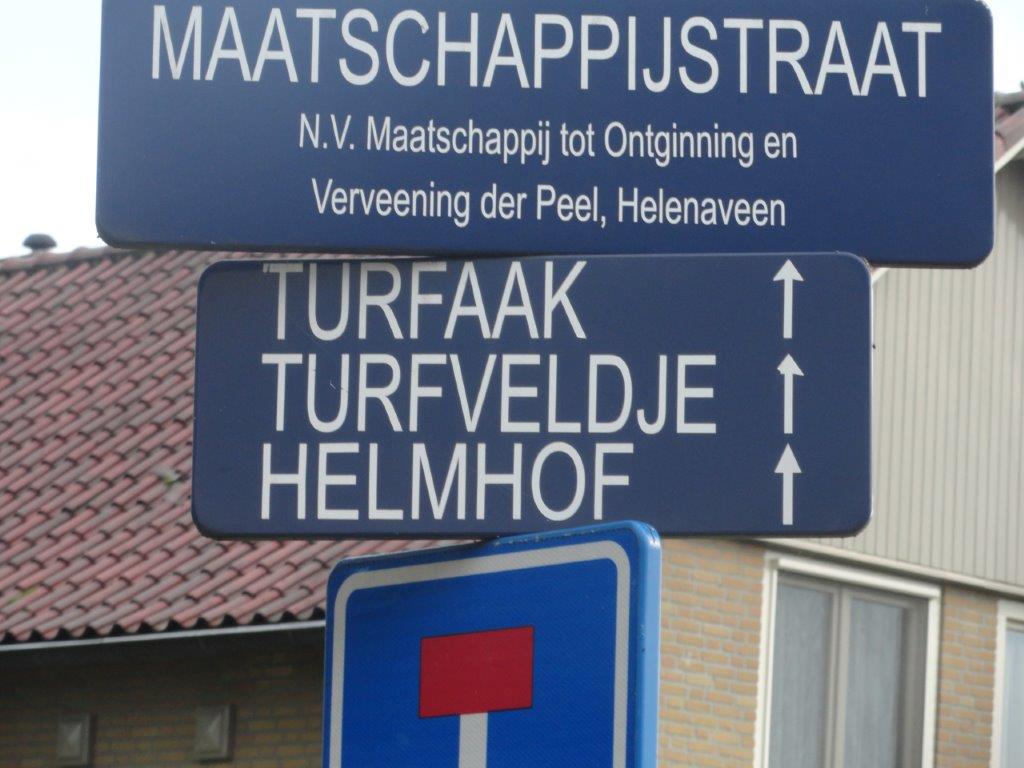 MAATSCHAPPIJSTRAAT
N.V. Maatschappij tot Ontginning en
Verveening der Peel, Helenaveen
TURFAAK ↑
TURFVELDJE ↑
HELMHOF ↑